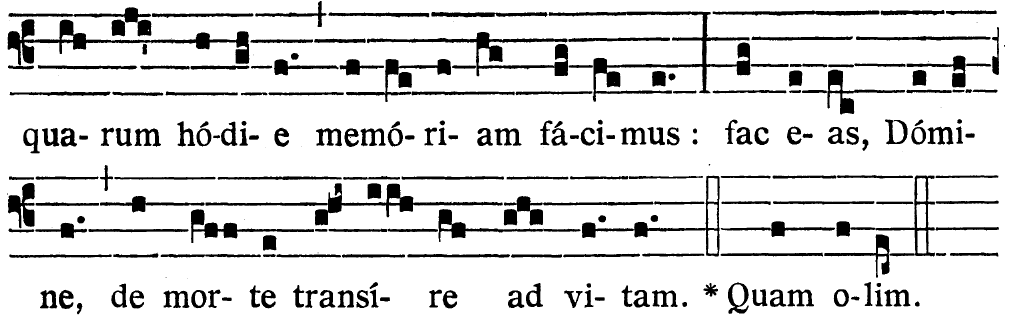 qua- rum hó-di- e memó- ri- am fá-ci-mus : fac e- as, Dómi-
ne, de mor- te transí- re ad vi- tam. * Quam o-lim.